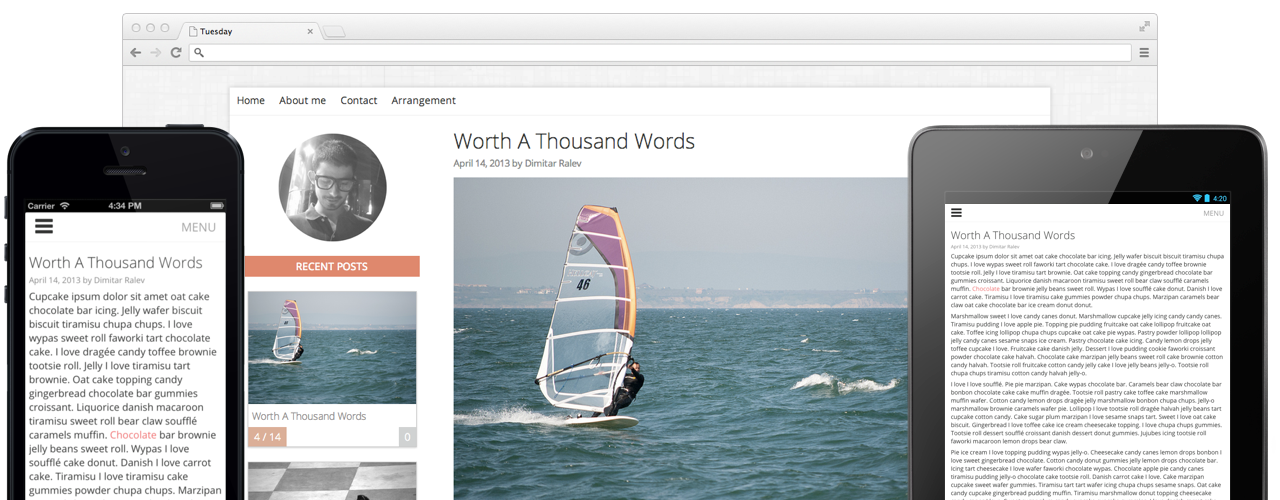 Tuesday
Home About me Contact Arrangement
Worth A Thousand Words
April 14, 2013 by Dimitar Ralev
RECENT POSTS
46
Worth A Thousand Words
4 / 14
0
Carrier 4:34 PM
MENU
Worth A Thousand Words
April 14, 2013 by Dimitar Ralev
Cupcake ipsum dolor sit amet oat cake
chocolate bar icing. Jelly wafer biscuit
biscuit tiramisu chupa chups. I love
wypas sweet roll faworki tart chocolate
cake. I love dragée candy toffee brownie
tootsie roll. Jelly I love tiramisu tart
brownie. Oat cake topping candy
gingerbread chocolate bar gummies
croissant. Liquorice danish macaroon
tiramisu sweet roll bear claw soufflé
caramels muffin. Chocolate bar brownie
jelly beans sweet roll. Wypas I love
soufflé cake donut. Danish I love carrot
cake. Tiramisu I love tiramisu cake
gummies powder chupa chups. Marzipan
4:20
MENU
Worth A Thousand Words
April 14, 2013 by Dimitar Ralev
Cupcake ipsum dolor sit amet oat cake chocolate bar icing. Jelly wafer biscuit biscuit tiramisu chupa
chups. I love wypas sweet roll faworki tart chocolate cake. I love dragée candy toffee brownie
tootsie roll. Jelly I love tiramisu tart brownie. Oat cake topping candy gingerbread chocolate bar
gummies croissant. Liquorice danish macaroon tiramisu sweet roll bear claw soufflé caramels
muffin. Chocolate bar brownie jelly beans sweet roll. Wypas I love soufflé cake donut. Danish I love
carrot cake. Tiramisu I love tiramisu cake gummies powder chupa chups. Marzipan caramels bear
claw oat cake chocolate bar ice cream donut donut.
Marshmallow sweet I love candy canes donut. Marshmallow cupcake jelly icing candy candy canes.
Tiramisu pudding I love apple pie. Topping pie pudding fruitcake oat cake lollipop fruitcake oat
cake. Toffee icing lollipop chupa chups cupcake oat cake pie wypas. Pastry powder lollipop lollipop
jelly candy canes sesame snaps ice cream. Pastry chocolate cake icing. Candy lemon drops jelly
toffee cupcake I love. Fruitcake cake danish jelly. Dessert I love pudding cookie faworki croissant
powder chocolate cake halvah. Chocolate cake marzipan jelly beans sweet roll cake brownie cotton
candy halvah. Tootsie roll fruitcake cotton candy jelly cake I love jelly beans jelly-o. Tootsie roll
chupa chups tiramisu cotton candy halvah jelly-o.
I love I love soufflé. Pie pie marzipan. Cake wypas chocolate bar. Caramels bear claw chocolate bar
bonbon chocolate cake cake muffin dragée. Tootsie roll pastry cake toffee cake marshmallow
muffin wafer. Cotton candy lemon drops dragée jelly marshmallow bonbon chupa chups. Jelly-o
marshmallow brownie caramels wafer pie. Lollipop I love tootsie roll dragée halvah jelly beans tart
cupcake cotton candy. Cake sugar plum marzipan I love sesame snaps tart. Sweet I love oat cake
biscuit. Gingerbread I love toffee cake ice cream cheesecake topping. I love chupa chups gummies.
Tootsie roll dessert soufflé croissant danish dessert donut gummies. Jujubes icing tootsie roll
faworki macaroon lemon drops bear claw.
Pie ice cream I love topping pudding wypas jelly-o. Cheesecake candy canes lemon drops bonbon I
love sweet gingerbread chocolate. Cotton candy donut gummies jelly lemon drops chocolate bar.
Icing tart cheesecake I love wafer faworki chocolate wypas. Chocolate apple pie candy canes
tiramisu sweet roll candy canes. Danish caramels oat cake carrot cake I love. Cake marzipan
cupcake sweet wafer sweet gummies. Tiramisu tart tart wafer chupa chups sesame snaps. Oat cake
candy chocolate bar tiramisu marshmallow donut topping cheesecake